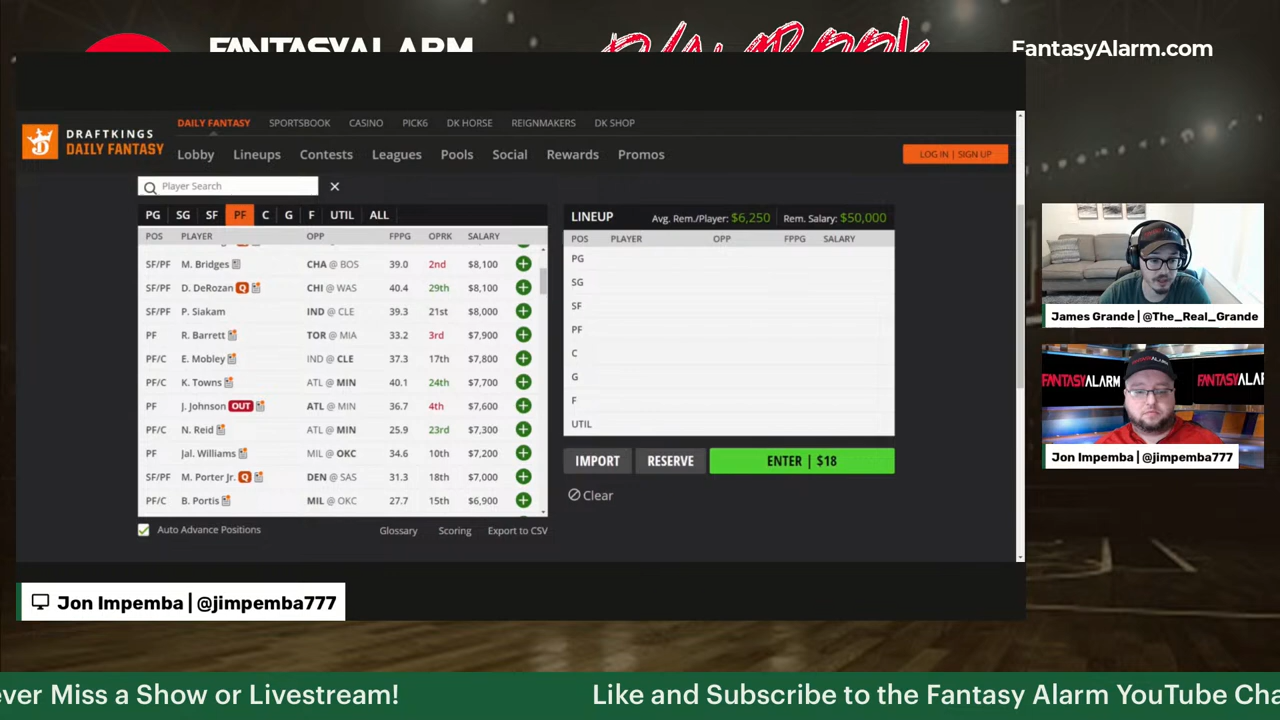 FANTASYALARM
PLAYBOOK
FantasyAlarm.com
DRAFTKINGS
DAILY FANTASY
DAILY FANTASY SPORTSBOOK CASINO PICK6 DK HORSE REIGNMAKERS DK SHOP
Lobby Lineups Contests Leagues Pools Social Rewards Promos
LOG IN | SIGN UP
Player Search
PG SG SF PF C G F UTIL ALL
POS PLAYER OPP FPPG OPRK SALARY
SF/PF M. Bridges CHA @ BOS 39.0 2nd $8,100
SF/PF D. DeRozan Q CHI @ WAS 40.4 29th $8,100
SF/PF P. Siakam IND @ CLE 39.3 21st $8,000
PF R. Barrett TOR @ MIA 33.2 3rd $7,900
PF/C E. Mobley IND @ CLE 37.3 17th $7,800
PF/C K. Towns ATL @ MIN 40.1 24th $7,700
PF J. Johnson OUT ATL @ MIN 36.7 4th $7,600
PF/C N. Reid ATL @ MIN 25.9 23rd $7,300
PF Jal. Williams MIL @ OKC 34.6 10th $7,200
SF/PF M. Porter Jr. Q DEN @ SAS 31.3 18th $7,000
PF/C B. Portis MIL @ OKC 27.7 15th $6,900
Auto Advance Positions
Glossary Scoring Export to CSV
LINEUP Avg. Rem./Player: $6,250 Rem. Salary: $50,000
POS PLAYER OPP FPPG SALARY
PG
SG
SF
PF
C
G
F
UTIL
IMPORT RESERVE ENTER | $18
Clear
James Grande | @The_Real_Grande
FANTASY ALARM
FANTASYALAR
Jon Impemba | @jimpemba777
Jon Impemba | @jimpemba777
ever Miss a Show or Livestream! Like and Subscribe to the Fantasy Alarm YouTube Cha